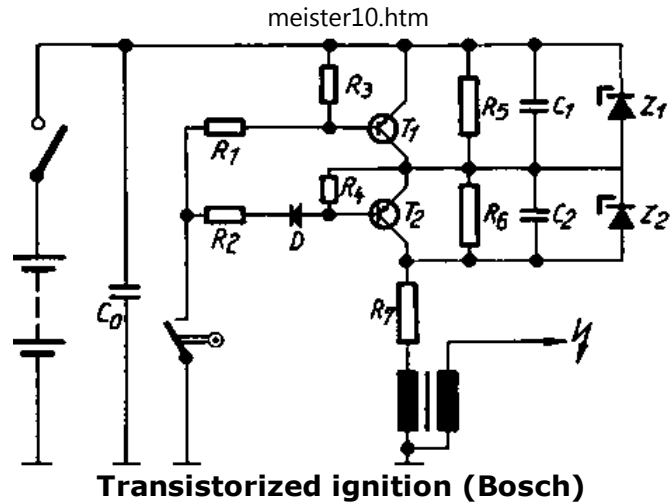 meister10.htm
R3
R1
T1
R5
C1
Z1
R4
R2
D
T2
R6
C2
Z2
C0
R7
Transistorized ignition (Bosch)